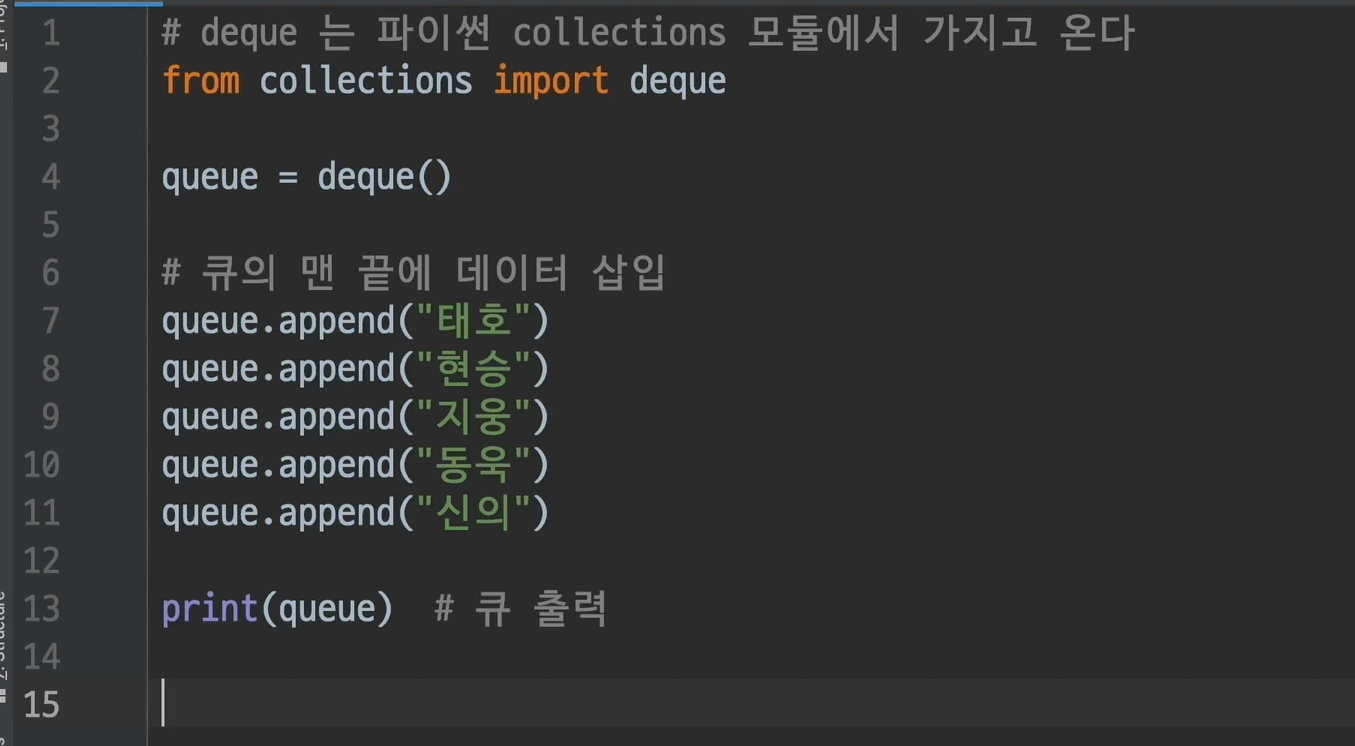 1 # deque 는 파이썬 collections 모듈에서 가지고 온다
2 from collections import deque
3
4 queue = deque()
5
6 # 큐의 맨 끝에 데이터 삽입
7 queue.append("태호")
8 queue.append("현승")
9 queue.append("지웅")
10 queue.append("동욱")
11 queue.append("신의")
12
13 print(queue)  # 큐 출력
14
15